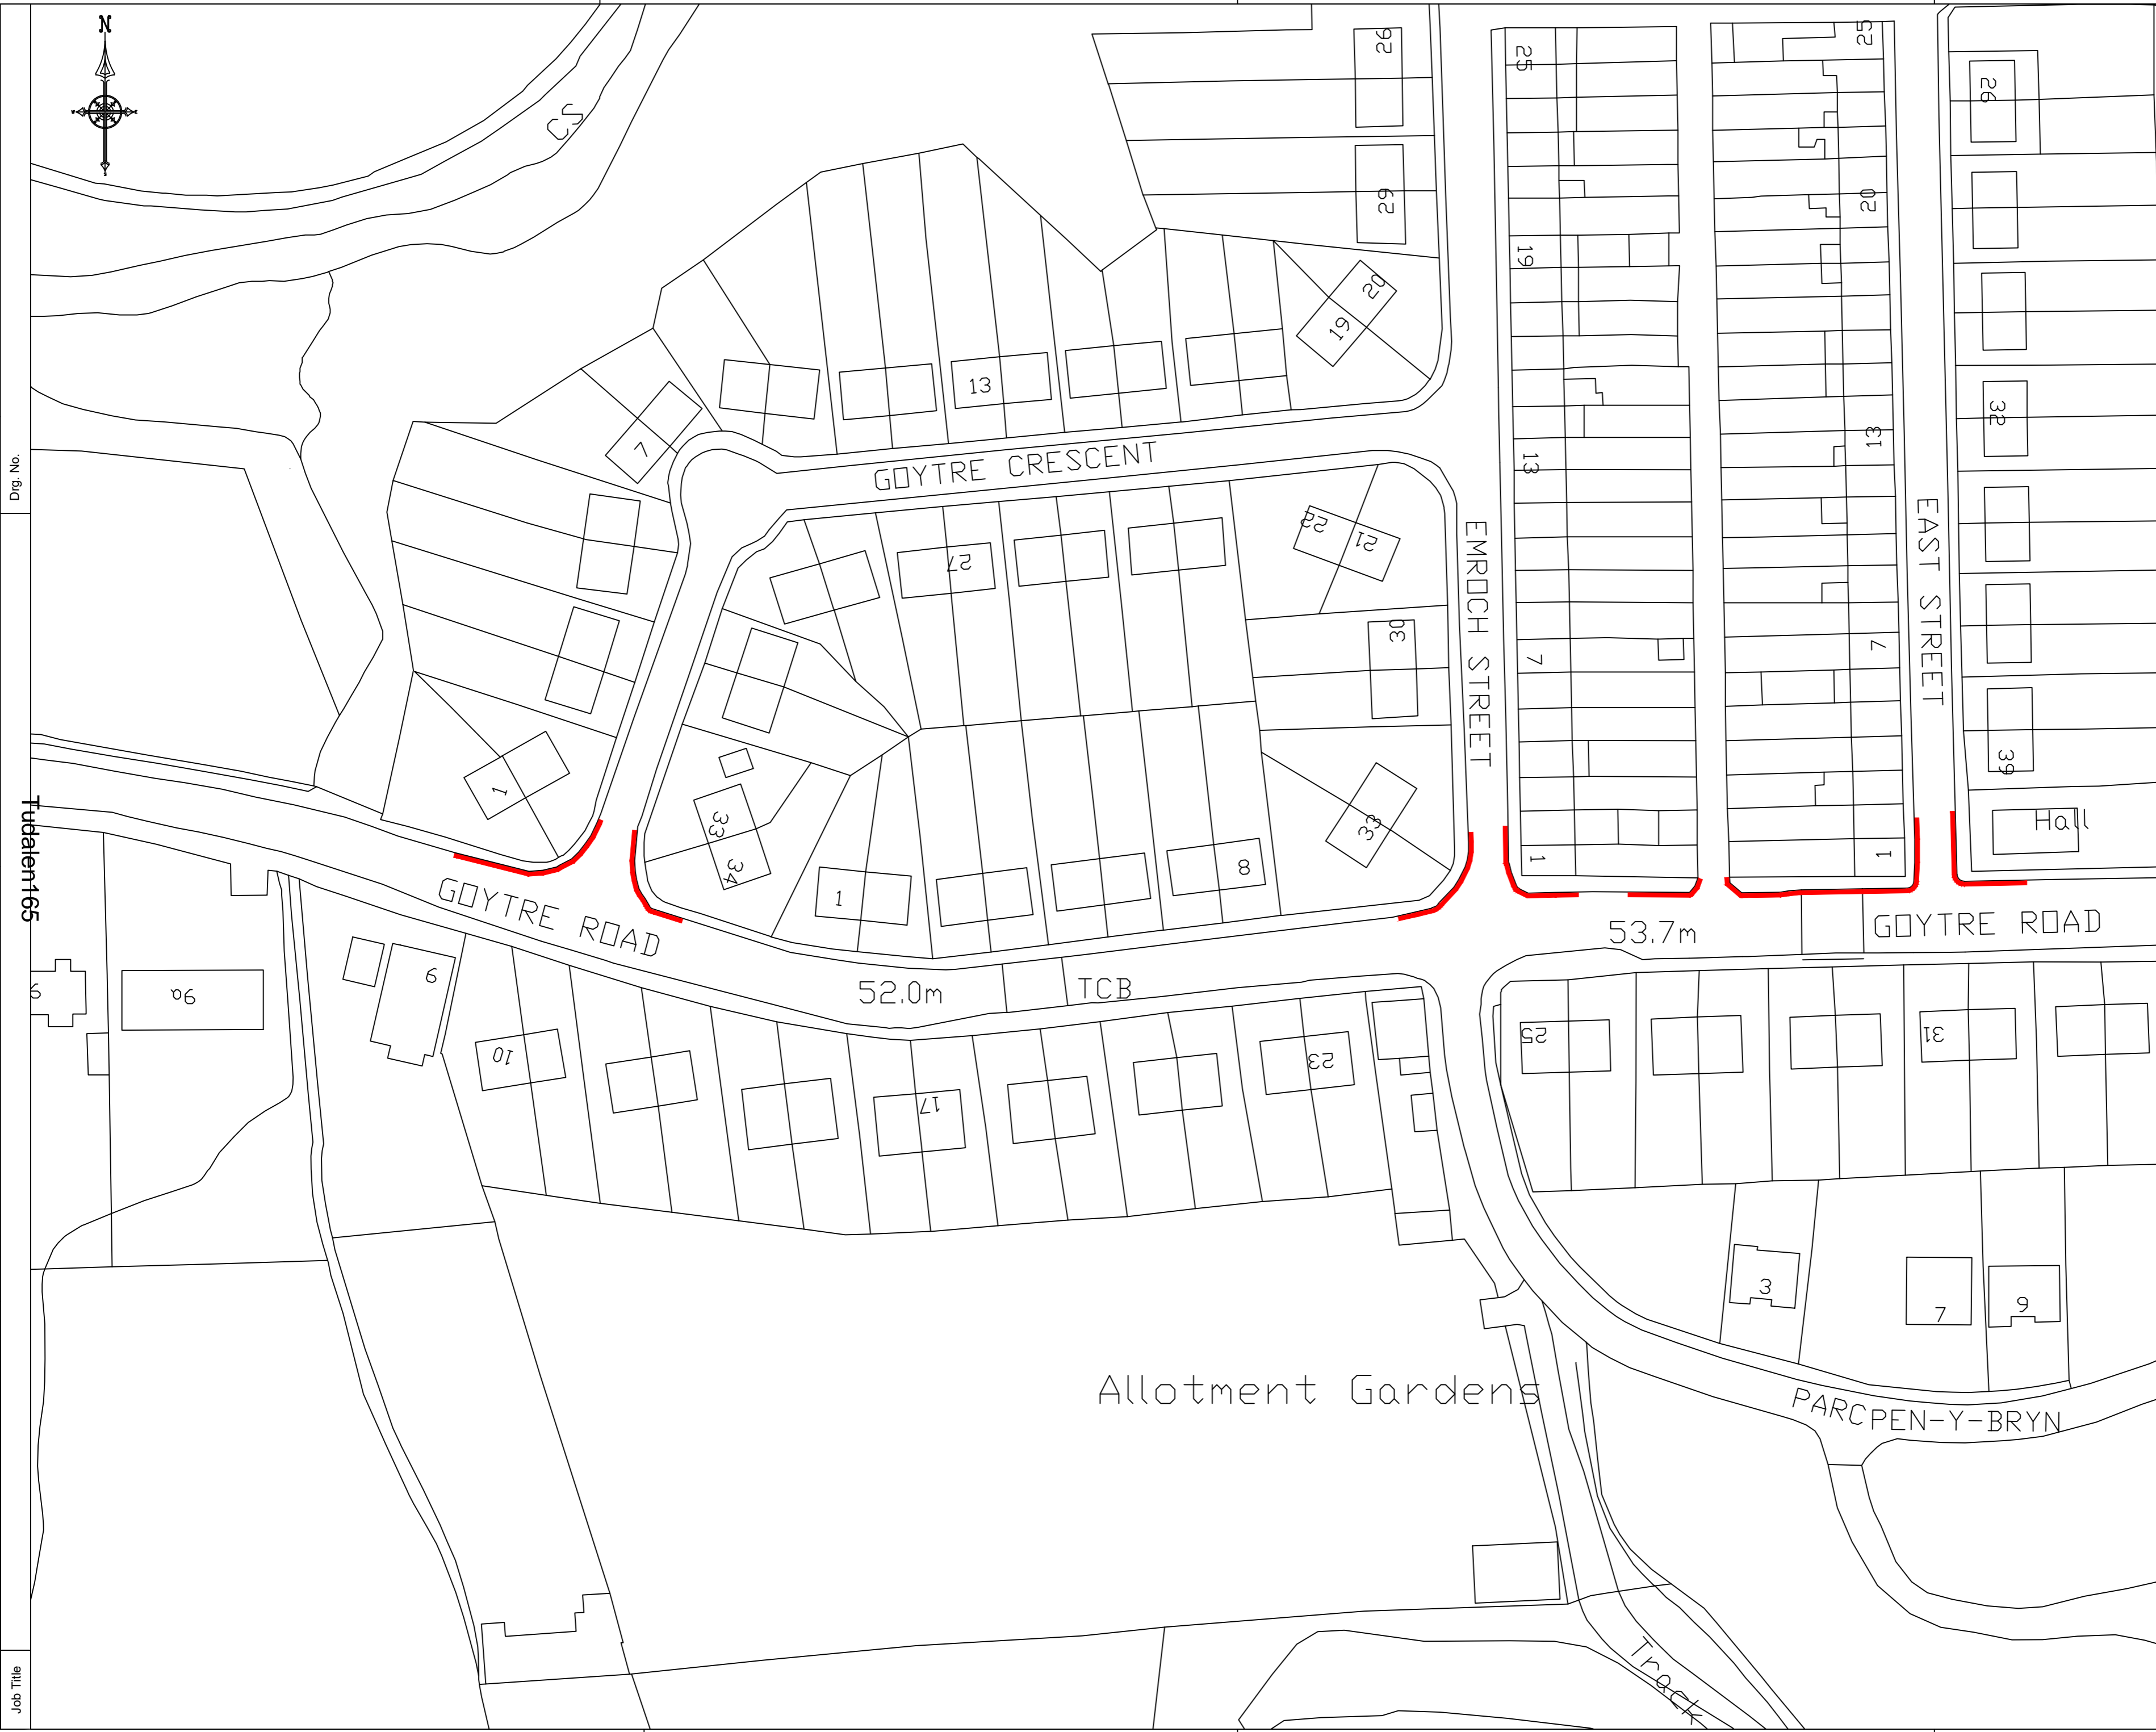 N
CS
26
25
25
26
29
20
19
19
20
13
7
32
13
13
GOYTRE CRESCENT
Drg. No.
27
22
21
EMROCH STREET
EAST STREET
30
7
7
39
1
33
34
33
Hall
1
8
1
1
Tudalen165
GOYTRE ROAD
53.7m
GOYTRE ROAD
9
9a
9
52.0m
TCB
10
17
23
25
31
3
7
9
Allotment Gardens
PARCPEN-Y-BRYN
Track
Job Title